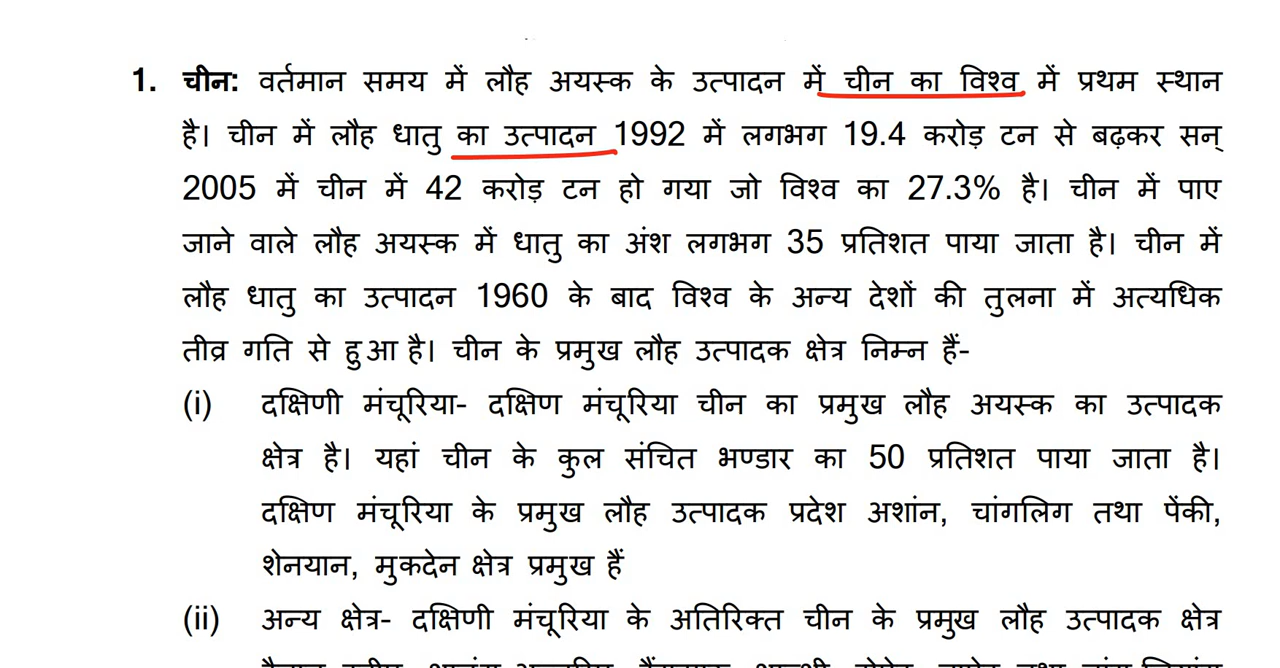 1. चीन: वर्तमान समय में लौह अयस्क के उत्पादन में चीन का विश्व में प्रथम स्थान
है। चीन में लौह धातु का उत्पादन 1992 में लगभग 19.4 करोड़ टन से बढ़कर सन्
2005 में चीन में 42 करोड़ टन हो गया जो विश्व का 27.3% है। चीन में पाए
जाने वाले लौह अयस्क में धातु का अंश लगभग 35 प्रतिशत पाया जाता है। चीन में
लौह धातु का उत्पादन 1960 के बाद विश्व के अन्य देशों की तुलना में अत्यधिक
तीव्र गति से हुआ है। चीन के प्रमुख लौह उत्पादक क्षेत्र निम्न हैं-
(i) दक्षिणी मंचूरिया- दक्षिण मंचूरिया चीन का प्रमुख लौह अयस्क का उत्पादक
क्षेत्र है। यहां चीन के कुल संचित भण्डार का 50 प्रतिशत पाया जाता है।
दक्षिण मंचूरिया के प्रमुख लौह उत्पादक प्रदेश अशांन, चांगलिग तथा पेंकी,
शेनयान, मुकदेन क्षेत्र प्रमुख हैं
(ii) अन्य क्षेत्र- दक्षिणी मंचूरिया के अतिरिक्त चीन के प्रमुख लौह उत्पादक क्षेत्र